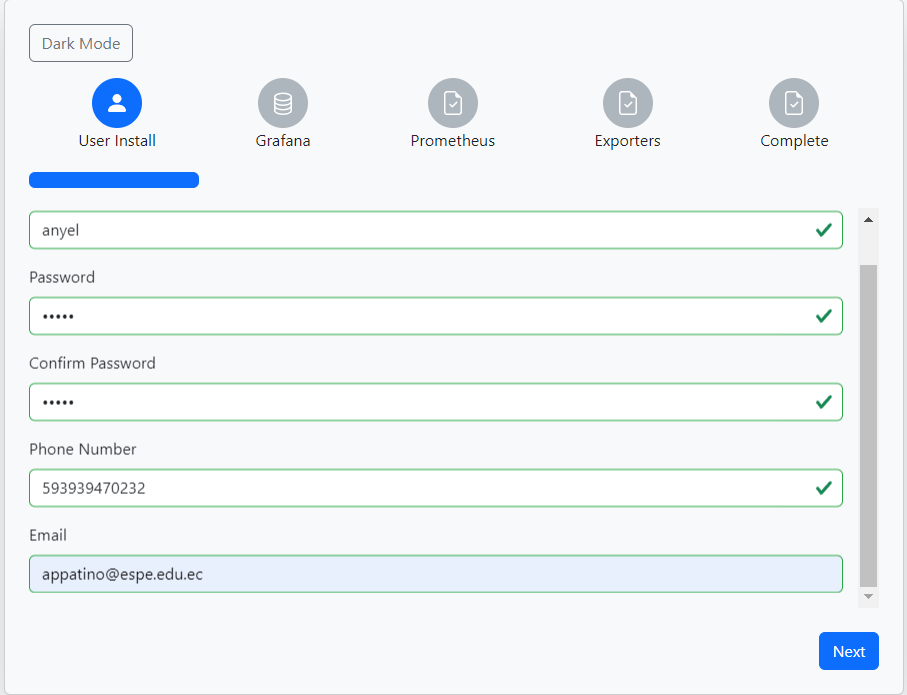 Dark Mode
User Install
Grafana
Prometheus
Exporters
Complete
anyel
Password
•••••
Confirm Password
•••••
Phone Number
593939470232
Email
appatino@espe.edu.ec
Next